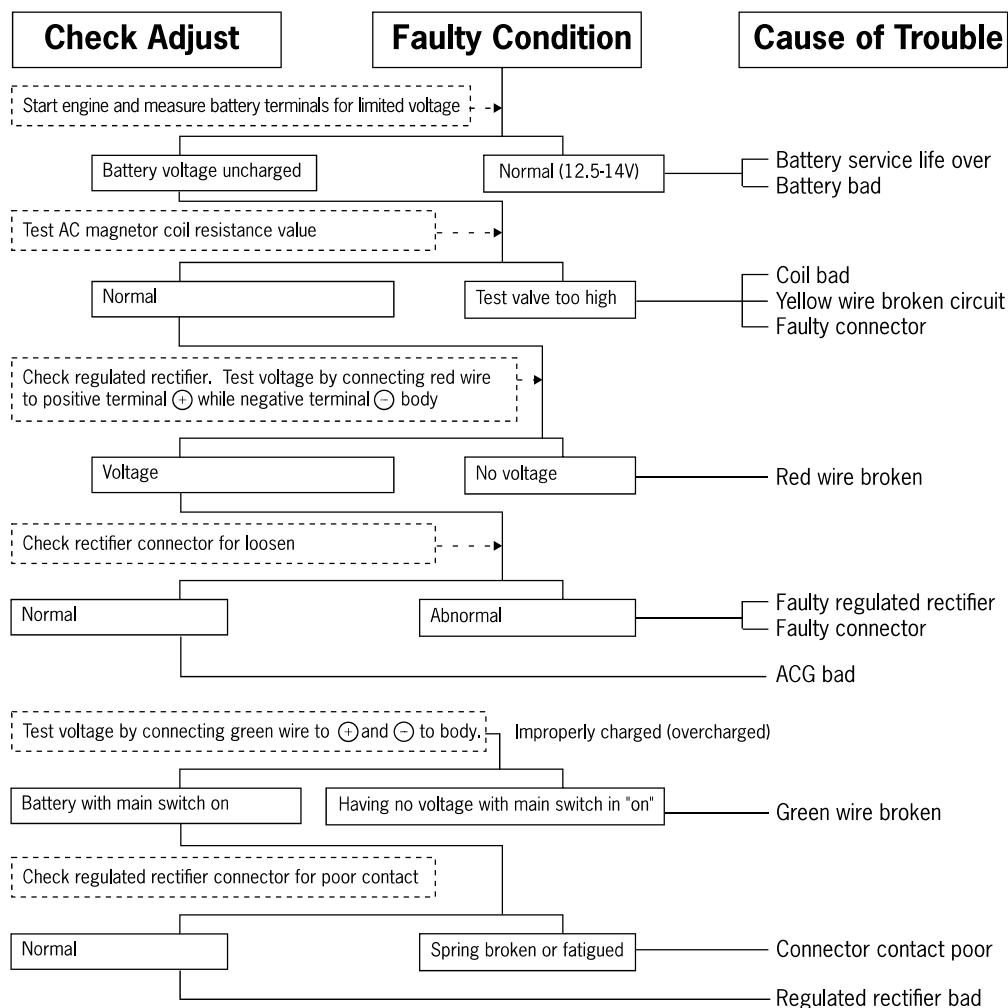 Check Adjust
Faulty Condition
Cause of Trouble
Start engine and measure battery terminals for limited voltage
Battery voltage uncharged
Normal (12.5-14V)
Battery service life over
Battery bad
Test AC magnetor coil resistance value
Normal
Test valve too high
Coil bad
Yellow wire broken circuit
Faulty connector
Check regulated rectifier. Test voltage by connecting red wire
to positive terminal ⊕ while negative terminal ⊖ body
Voltage
No voltage
Red wire broken
Check rectifier connector for loosen
Normal
Abnormal
Faulty regulated rectifier
Faulty connector
ACG bad
Test voltage by connecting green wire to ⊕ and ⊖ to body.
Improperly charged (overcharged)
Battery with main switch on
Having no voltage with main switch in "on"
Green wire broken
Check regulated rectifier connector for poor contact
Normal
Spring broken or fatigued
Connector contact poor
Regulated rectifier bad